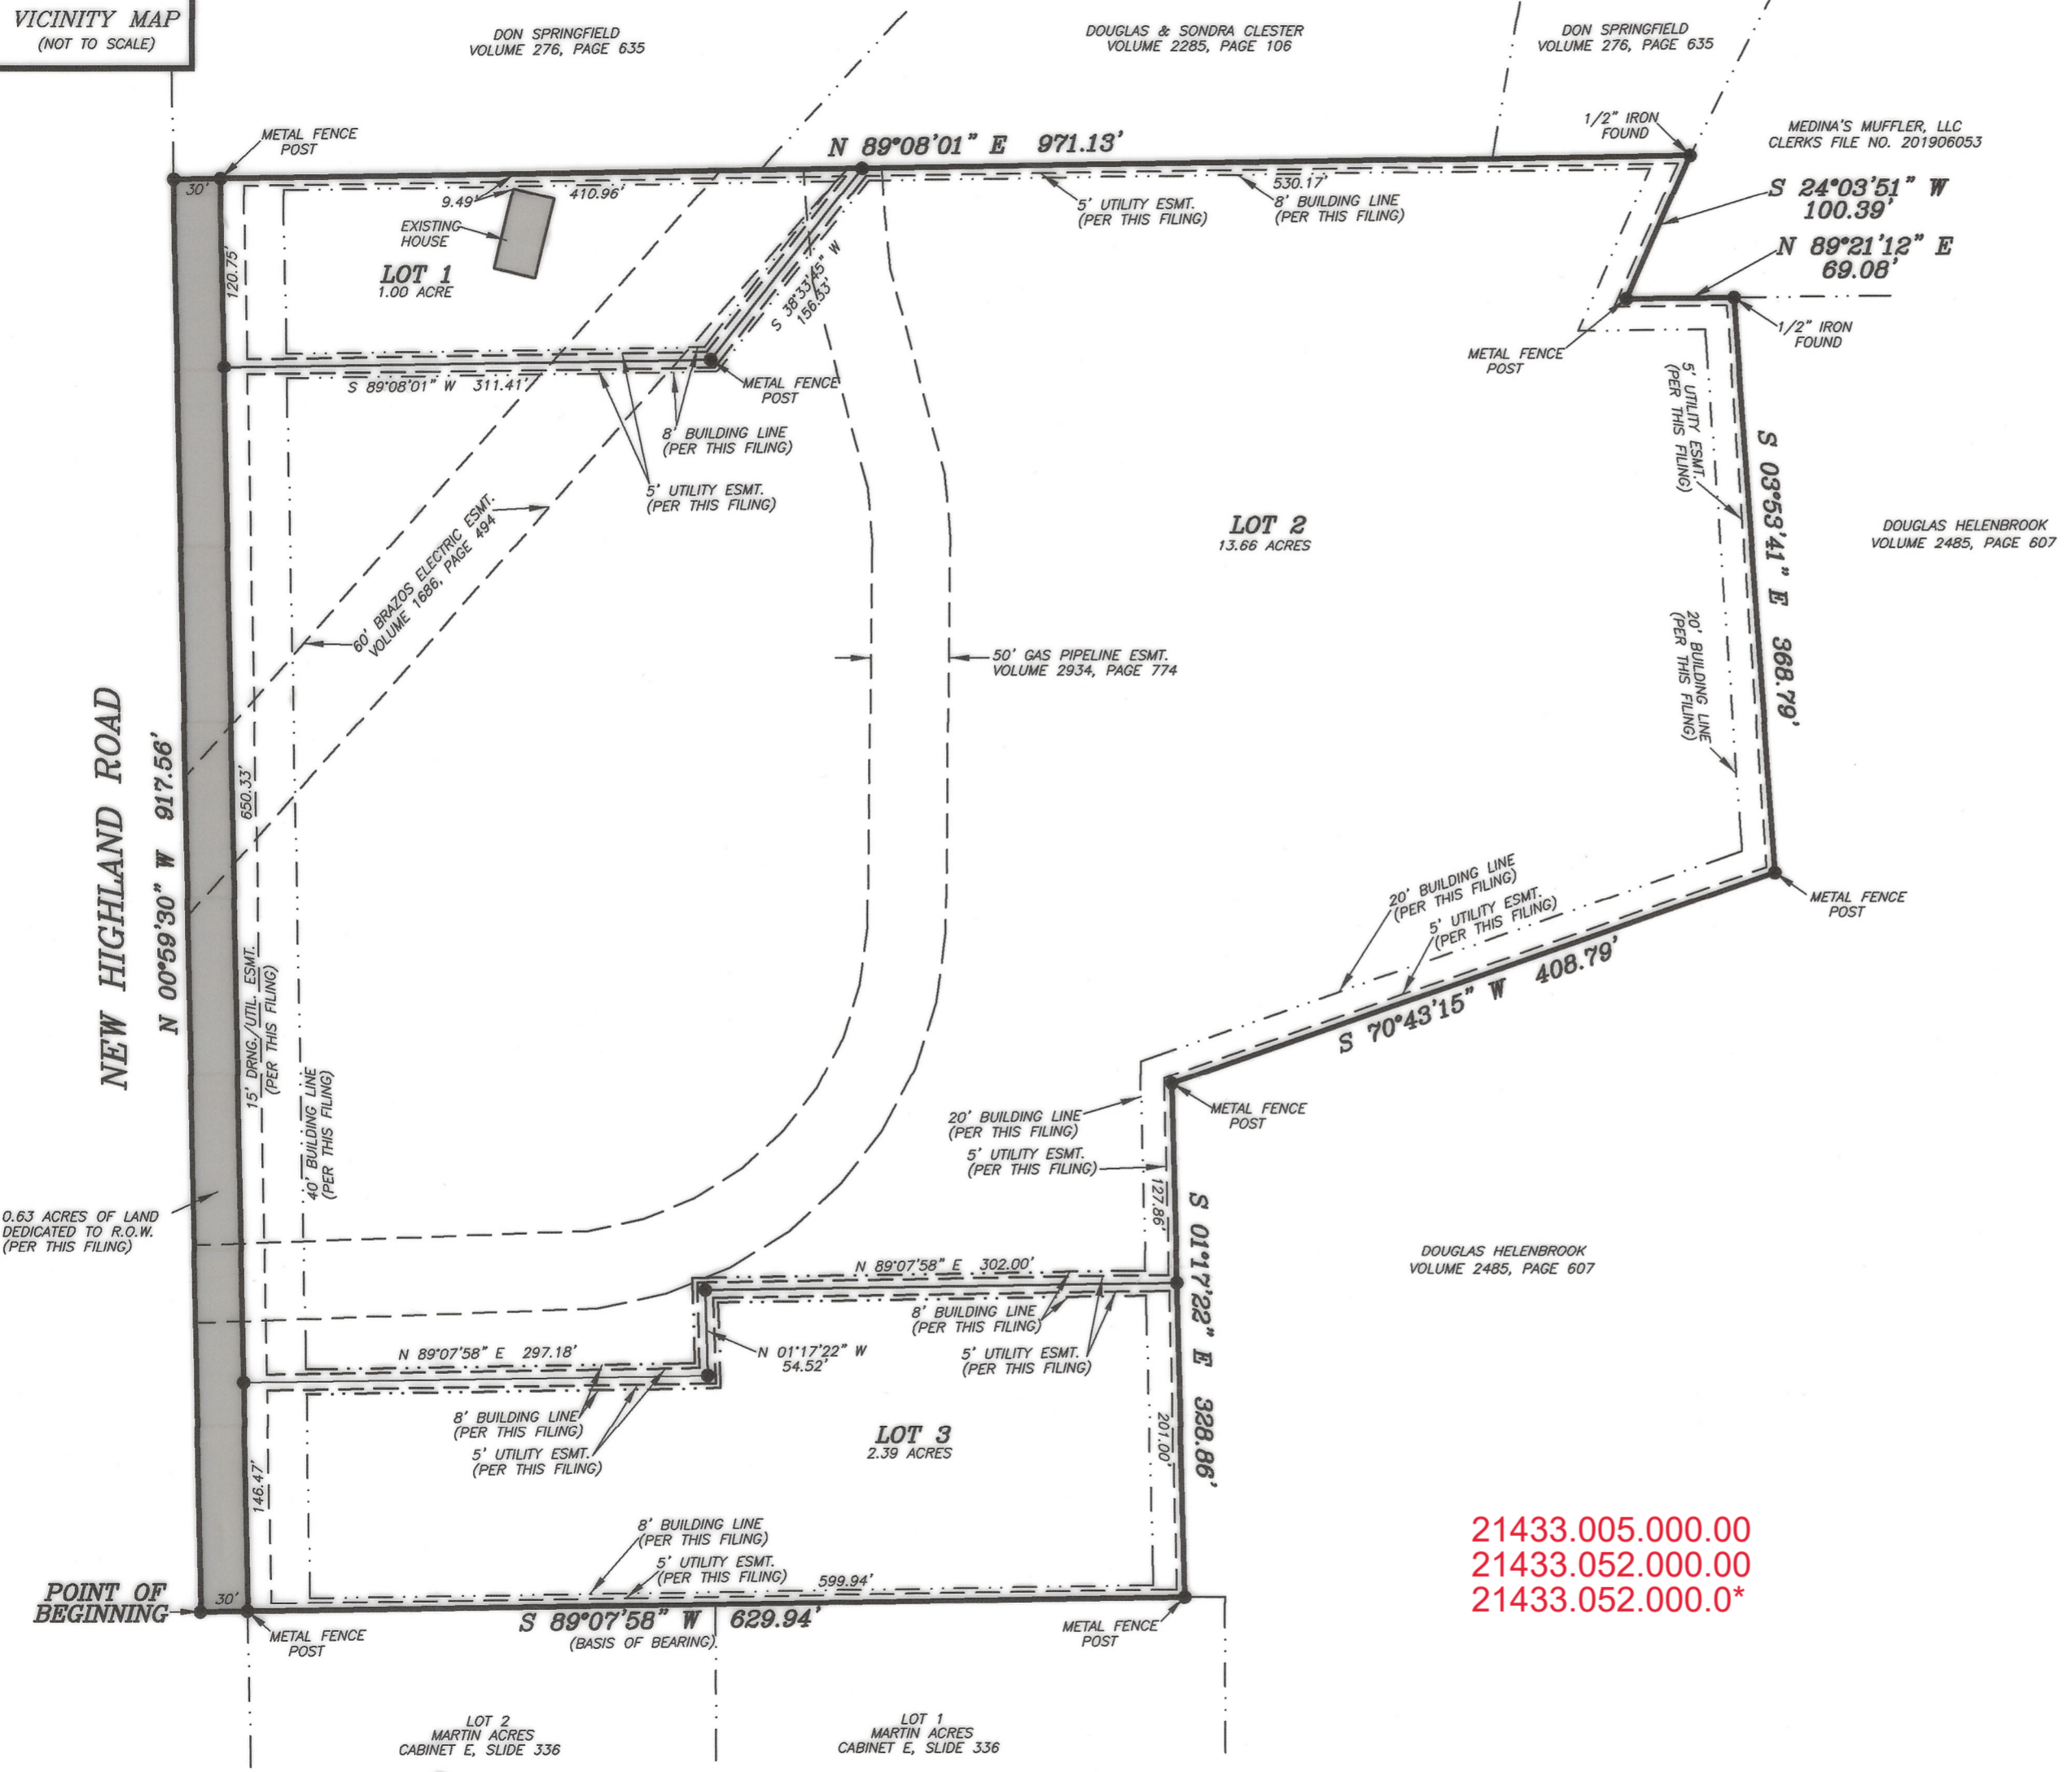 VICINITY MAP
(NOT TO SCALE)
DON SPRINGFIELD
VOLUME 276, PAGE 635
DOUGLAS & SONDRA CLESTER
VOLUME 2285, PAGE 106
DON SPRINGFIELD
VOLUME 276, PAGE 635
1/2" IRON
FOUND
MEDINA'S MUFFLER, LLC
CLERKS FILE NO. 201906053
METAL FENCE
POST
N 89°08'01" E 971.13'
30'
9.49'
410.96'
530.17'
5' UTILITY ESMT.
(PER THIS FILING)
8' BUILDING LINE
(PER THIS FILING)
S 24°03'51" W
100.39'
N 89°21'12" E
69.08'
EXISTING
HOUSE
LOT 1
1.00 ACRE
120.75'
S 38°33'45" W
156.53'
1/2" IRON
FOUND
METAL FENCE
POST
S 89°08'01" W 311.41'
METAL FENCE
POST
8' BUILDING LINE
(PER THIS FILING)
5' UTILITY ESMT.
(PER THIS FILING)
5' UTILITY ESMT.
(PER THIS FILING)
S 03°53'41" E 368.79'
LOT 2
13.66 ACRES
DOUGLAS HELENBROOK
VOLUME 2485, PAGE 607
60' BRAZOS ELECTRIC ESMT.
VOLUME 1686, PAGE 494
50' GAS PIPELINE ESMT.
VOLUME 2934, PAGE 774
20' BUILDING LINE
(PER THIS FILING)
NEW HIGHLAND ROAD
N 00°59'30" W 917.56'
650.33'
20' BUILDING LINE
(PER THIS FILING)
5' UTILITY ESMT.
(PER THIS FILING)
METAL FENCE
POST
S 70°43'15" W 408.79'
15' DRNG./UTIL. ESMT.
(PER THIS FILING)
40' BUILDING LINE
(PER THIS FILING)
METAL FENCE
POST
20' BUILDING LINE
(PER THIS FILING)
5' UTILITY ESMT.
(PER THIS FILING)
127.86'
S 01°17'22" E 328.86'
0.63 ACRES OF LAND
DEDICATED TO R.O.W.
(PER THIS FILING)
DOUGLAS HELENBROOK
VOLUME 2485, PAGE 607
N 89°07'58" E 302.00'
8' BUILDING LINE
(PER THIS FILING)
5' UTILITY ESMT.
(PER THIS FILING)
N 89°07'58" E 297.18'
N 01°17'22" W
54.52'
8' BUILDING LINE
(PER THIS FILING)
5' UTILITY ESMT.
(PER THIS FILING)
LOT 3
2.39 ACRES
201.00'
146.47'
8' BUILDING LINE
(PER THIS FILING)
5' UTILITY ESMT.
(PER THIS FILING)
599.94'
21433.005.000.00
21433.052.000.00
21433.052.000.0*
POINT OF
BEGINNING
30'
S 89°07'58" W 629.94'
(BASIS OF BEARING)
METAL FENCE
POST
METAL FENCE
POST
LOT 2
MARTIN ACRES
CABINET E, SLIDE 336
LOT 1
MARTIN ACRES
CABINET E, SLIDE 336